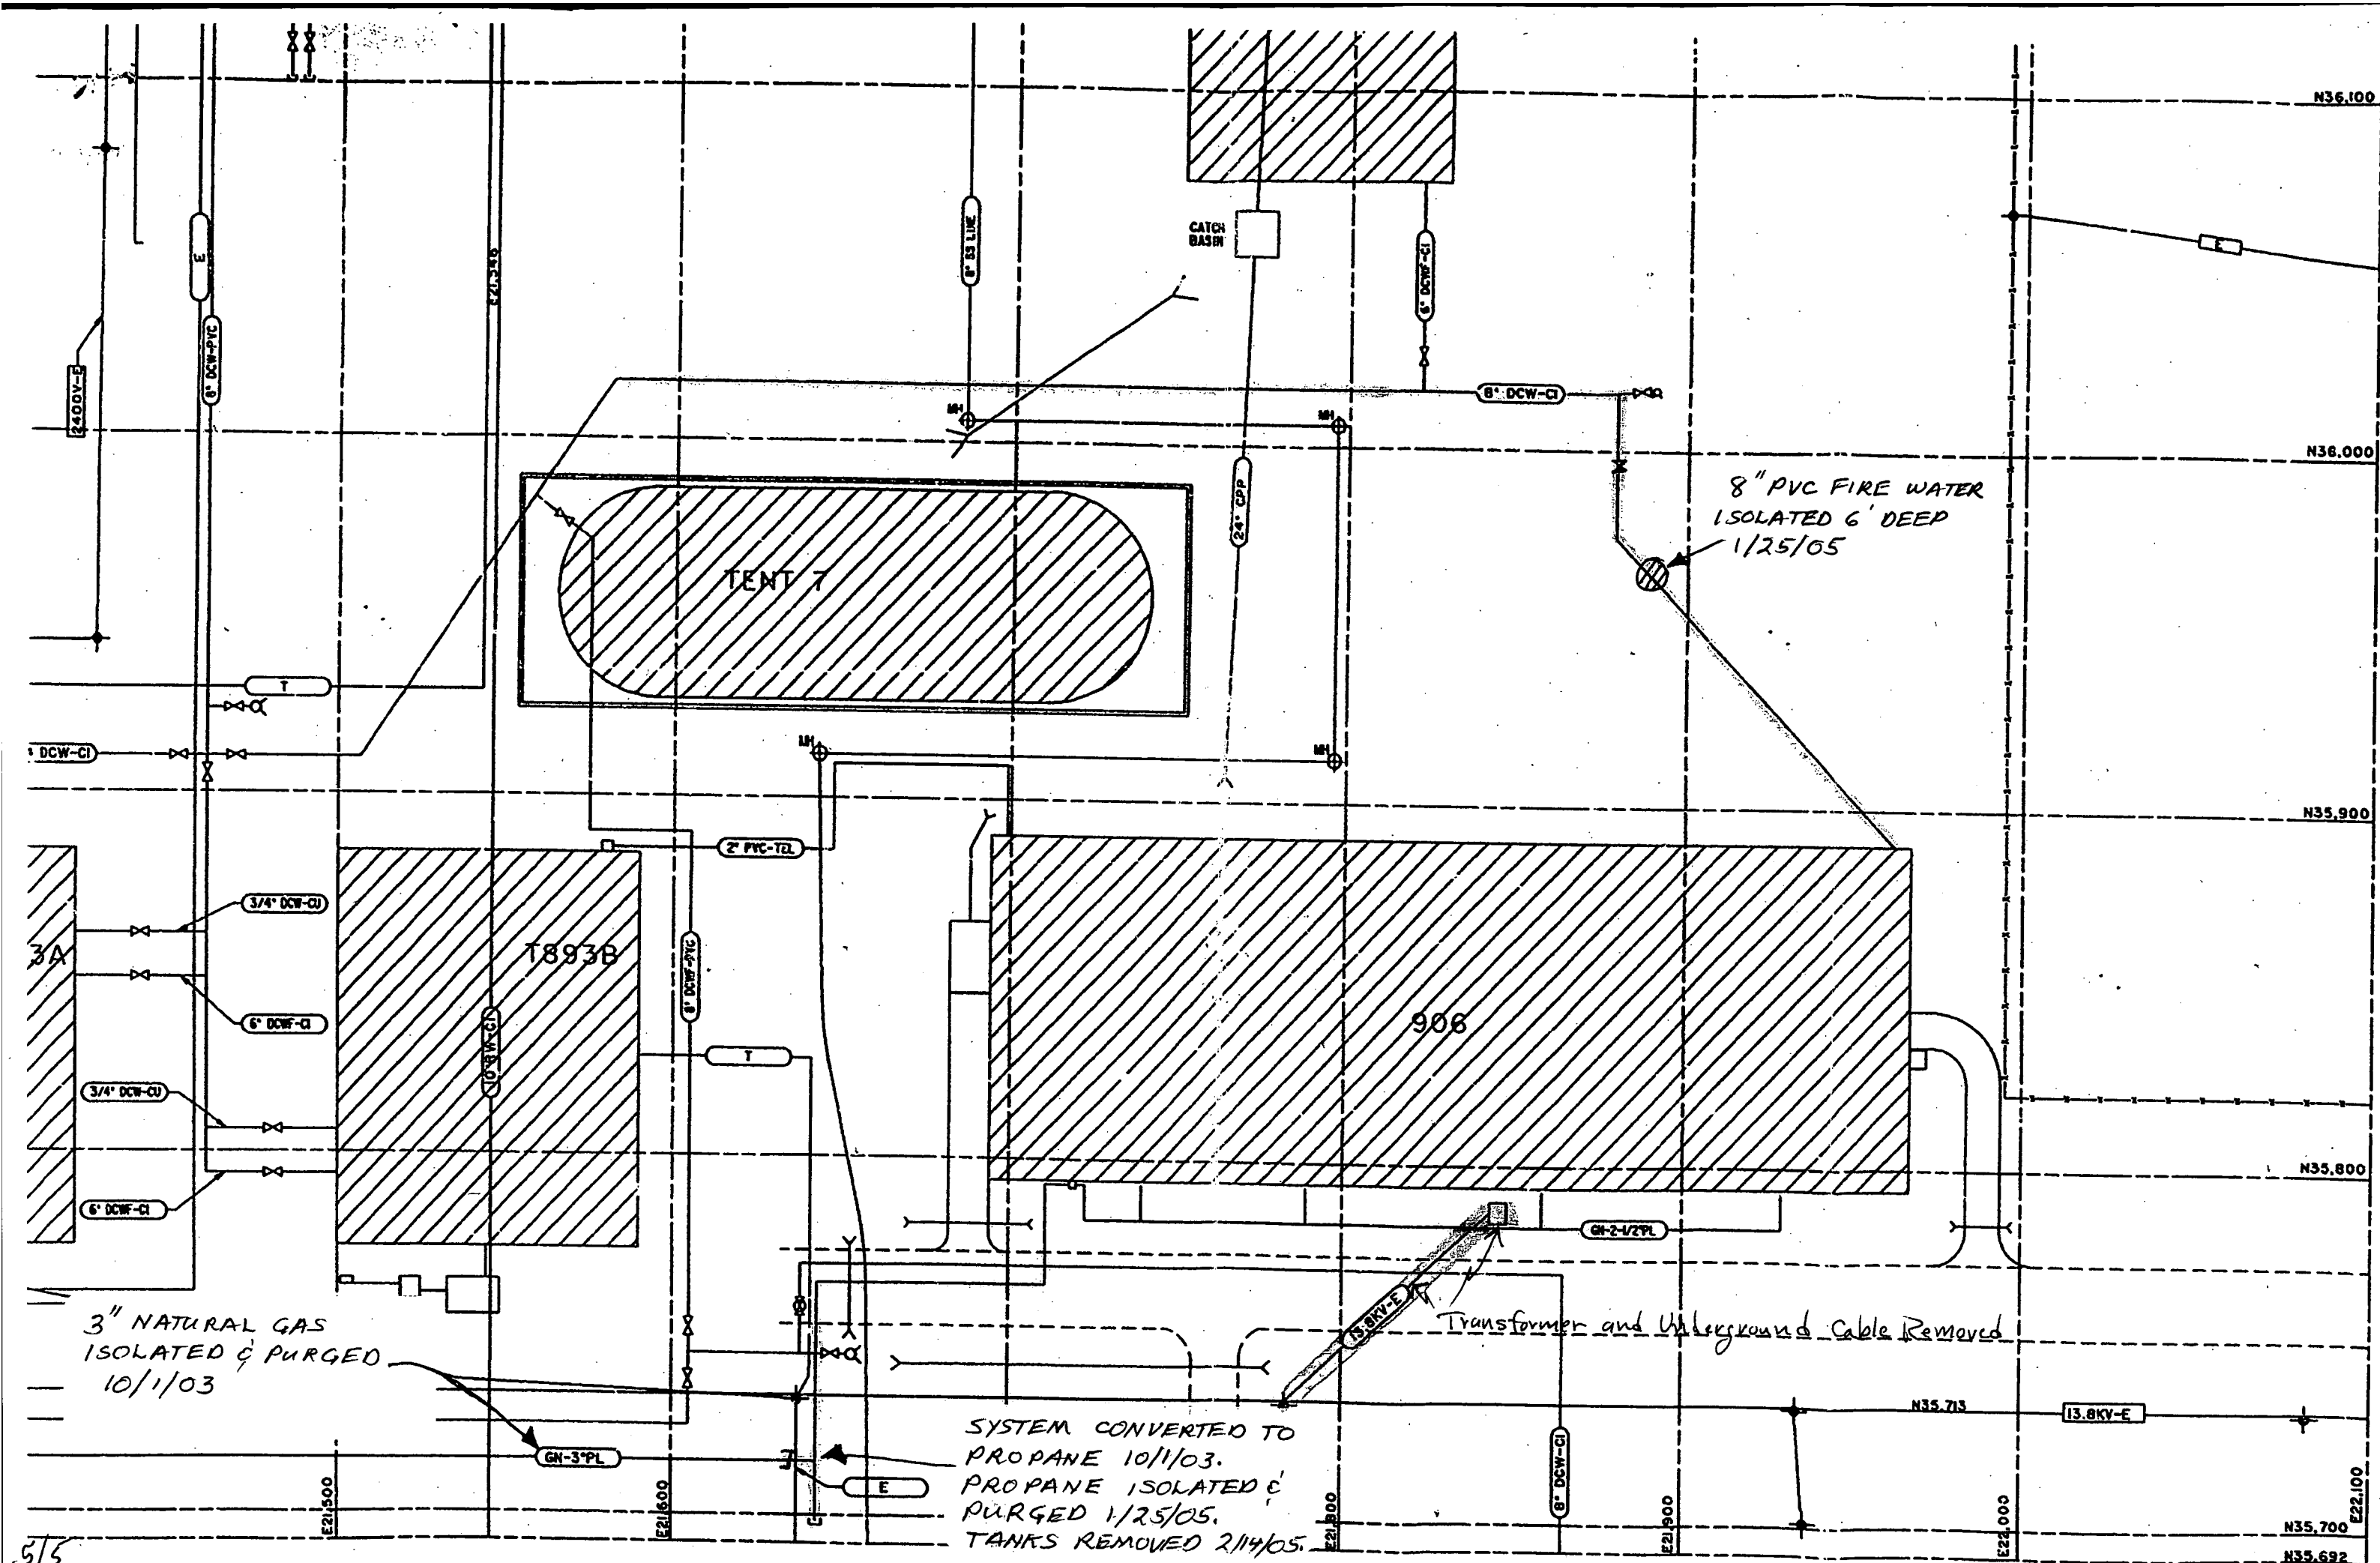 N36,100
E
E21,546
8" SS LINE
CATCH
BASIN
6" DCWF-CI
E
8" DCW-PVC
2400V-E
8" DCW-CI
MH
MH
N36,000
24" CPP
8" PVC FIRE WATER
ISOLATED 6' DEEP
1/25/05
TENT 7
T
DCW-CI
MH
MH
N35,900
2" PVC-TEL
3/4" DCW-CU
3A
T893B
8" DCWF-PVC
6" DCWF-CI
906
T
3/4" DCW-CU
N35,800
6" DCWF-CI
GN-2-1/2"PL
13.8KV-E
Transformer and Underground Cable Removed
3" NATURAL GAS
ISOLATED & PURGED
10/1/03
N35,713
13.8KV-E
SYSTEM CONVERTED TO
PROPANE 10/1/03.
PROPANE ISOLATED &
PURGED 1/25/05.
TANKS REMOVED 2/14/05.
GN-3"PL
E
8" DCW-CI
E21,500
E21,600
E21,800
E21,900
E22,000
E22,100
N35,700
N35,692
5/5